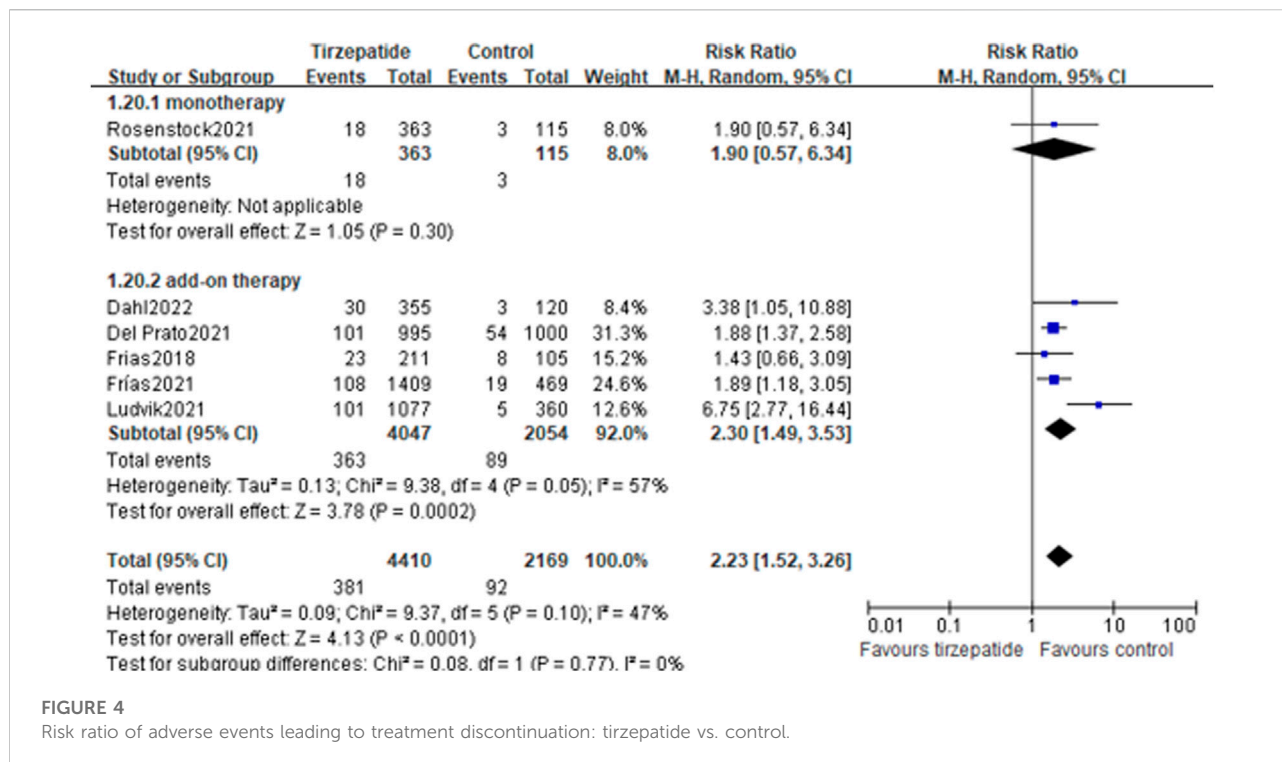 Tirzepatide Control Risk Ratio Risk Ratio
Study or Subgroup Events Total Events Total Weight M-H, Random, 95% CI M-H, Random, 95% CI
1.20.1 monotherapy
Rosenstock2021 18 363 3 115 8.0% 1.90 [0.57, 6.34]
Subtotal (95% CI) 363 115 8.0% 1.90 [0.57, 6.34]
Total events 18 3
Heterogeneity: Not applicable
Test for overall effect: Z = 1.05 (P = 0.30)
1.20.2 add-on therapy
Dahl2022 30 355 3 120 8.4% 3.38 [1.05, 10.88]
Del Prato2021 101 995 54 1000 31.3% 1.88 [1.37, 2.58]
Frias2018 23 211 8 105 15.2% 1.43 [0.66, 3.09]
Frías2021 108 1409 19 469 24.6% 1.89 [1.18, 3.05]
Ludvik2021 101 1077 5 360 12.6% 6.75 [2.77, 16.44]
Subtotal (95% CI) 4047 2054 92.0% 2.30 [1.49, 3.53]
Total events 363 89
Heterogeneity: Tau² = 0.13; Chi² = 9.38, df = 4 (P = 0.05); I² = 57%
Test for overall effect: Z = 3.78 (P = 0.0002)
Total (95% CI) 4410 2169 100.0% 2.23 [1.52, 3.26]
Total events 381 92
Heterogeneity: Tau² = 0.09; Chi² = 9.37, df = 5 (P = 0.10); I² = 47%
Test for overall effect: Z = 4.13 (P < 0.0001)
Test for subgroup differences: Chi² = 0.08, df = 1 (P = 0.77), I² = 0%
0.01 0.1 1 10 100
Favours tirzepatide Favours control
FIGURE 4
Risk ratio of adverse events leading to treatment discontinuation: tirzepatide vs. control.